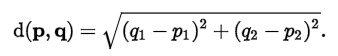 d(p, q) = √((q₁ − p₁)² + (q₂ − p₂)²).